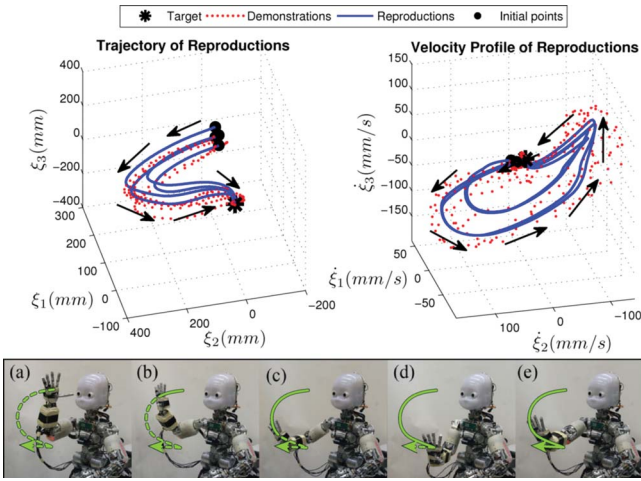 Target Demonstrations Reproductions Initial points
Trajectory of Reproductions
400
200
0
-200
-400
ξ₃(mm)
300
200
100
0
-100
ξ₁(mm)
400
200
0
-200
ξ₂(mm)
Velocity Profile of Reproductions
150
100
50
0
-50
-100
-150
ξ̇₃(mm/s)
50
0
-50
ξ̇₁(mm/s)
100
0
-100
ξ̇₂(mm/s)
(a) (b) (c) (d) (e)